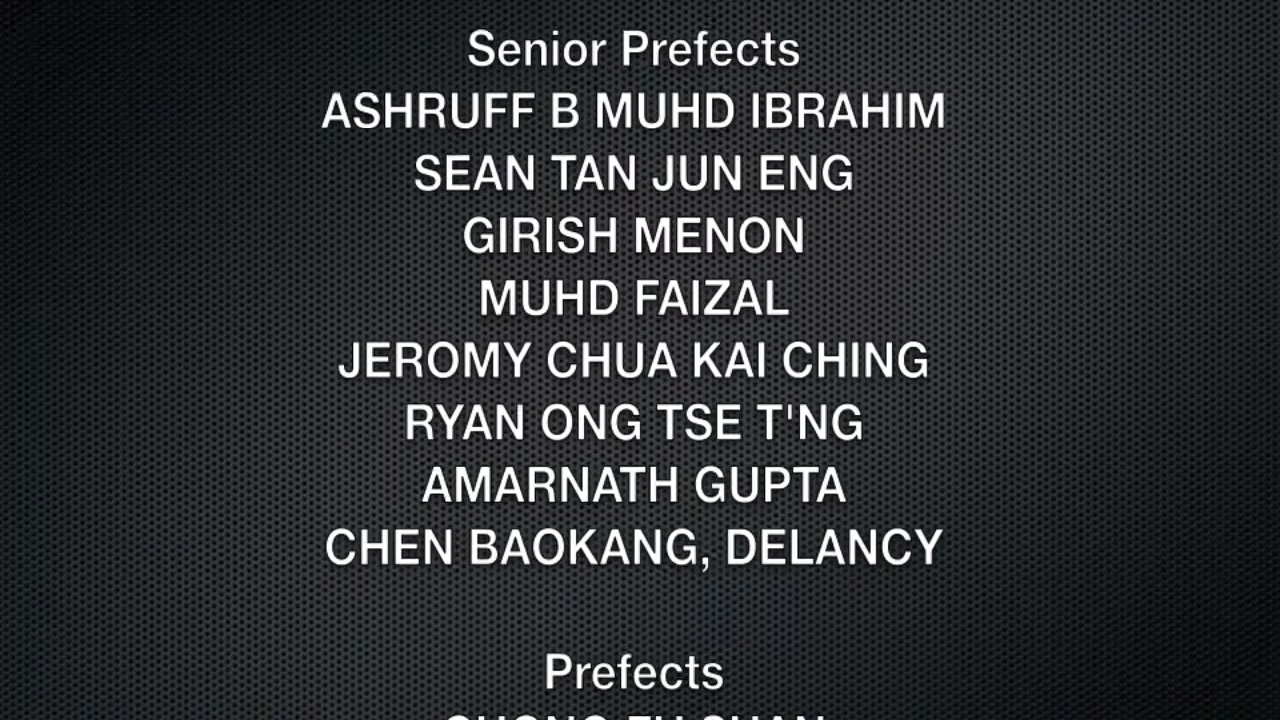 Senior Prefects
ASHRUFF B MUHD IBRAHIM
SEAN TAN JUN ENG
GIRISH MENON
MUHD FAIZAL
JEROMY CHUA KAI CHING
RYAN ONG TSE T'NG
AMARNATH GUPTA
CHEN BAOKANG, DELANCY
Prefects